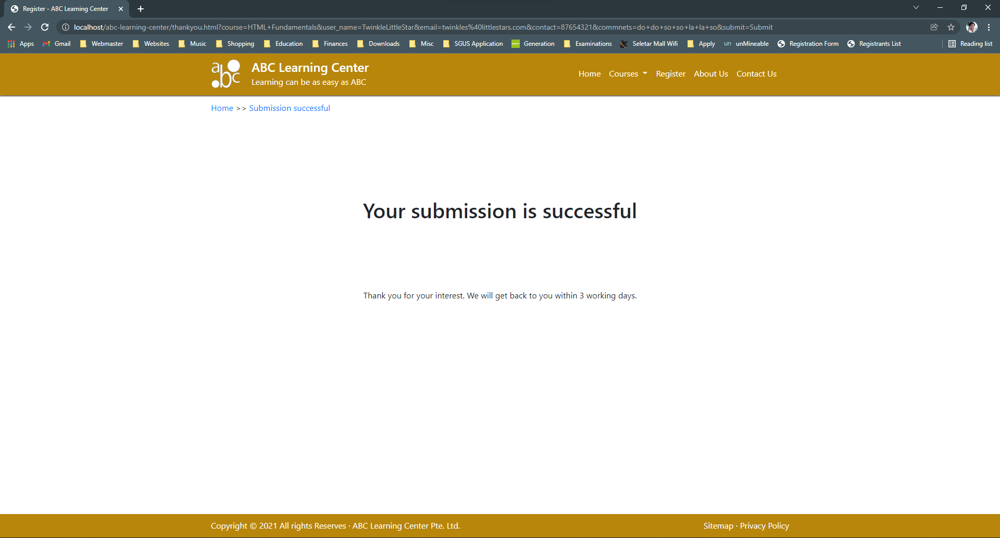 Register - ABC Learning Center
localhost/abc-learning-center/thankyou.html?course=HTML+Fundamentals&user_name=TwinkleLittleStar&email=twinkles%40littlestars.com&contact=87654321&commnets=do+do+so+so+la+la+so&submit=Submit
Apps Gmail Webmaster Websites Music Shopping Education Finances Downloads Misc SGUS Application Generation Examinations Seletar Mall Wifi Apply un unMineable Registration Form Registrants List Reading list
abc ABC Learning Center
Learning can be as easy as ABC
Home Courses Register About Us Contact Us
Home >> Submission successful
Your submission is successful
Thank you for your interest. We will get back to you within 3 working days.
Copyright © 2021 All rights Reserves · ABC Learning Center Pte. Ltd. Sitemap · Privacy Policy